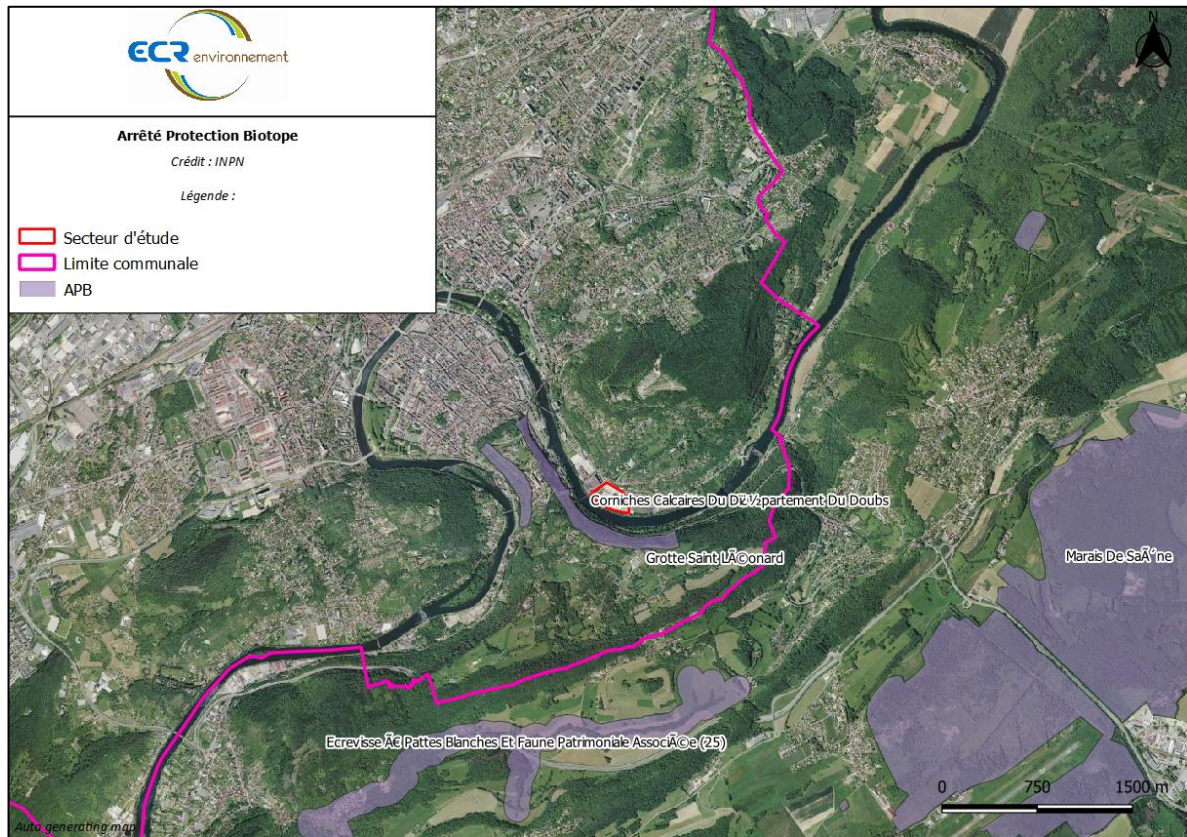 ECR environnement
Arrêté Protection Biotope
Crédit : INPN
Légende :
Secteur d'étude
Limite communale
APB
N
Corniches Calcaires Du Dï¿½partement Du Doubs
Grotte Saint LÃ©onard
Marais De SaÃ´ne
Ecrevisse Ã€ Pattes Blanches Et Faune Patrimoniale AssociÃ©e (25)
0 750 1500 m
Auto generating map